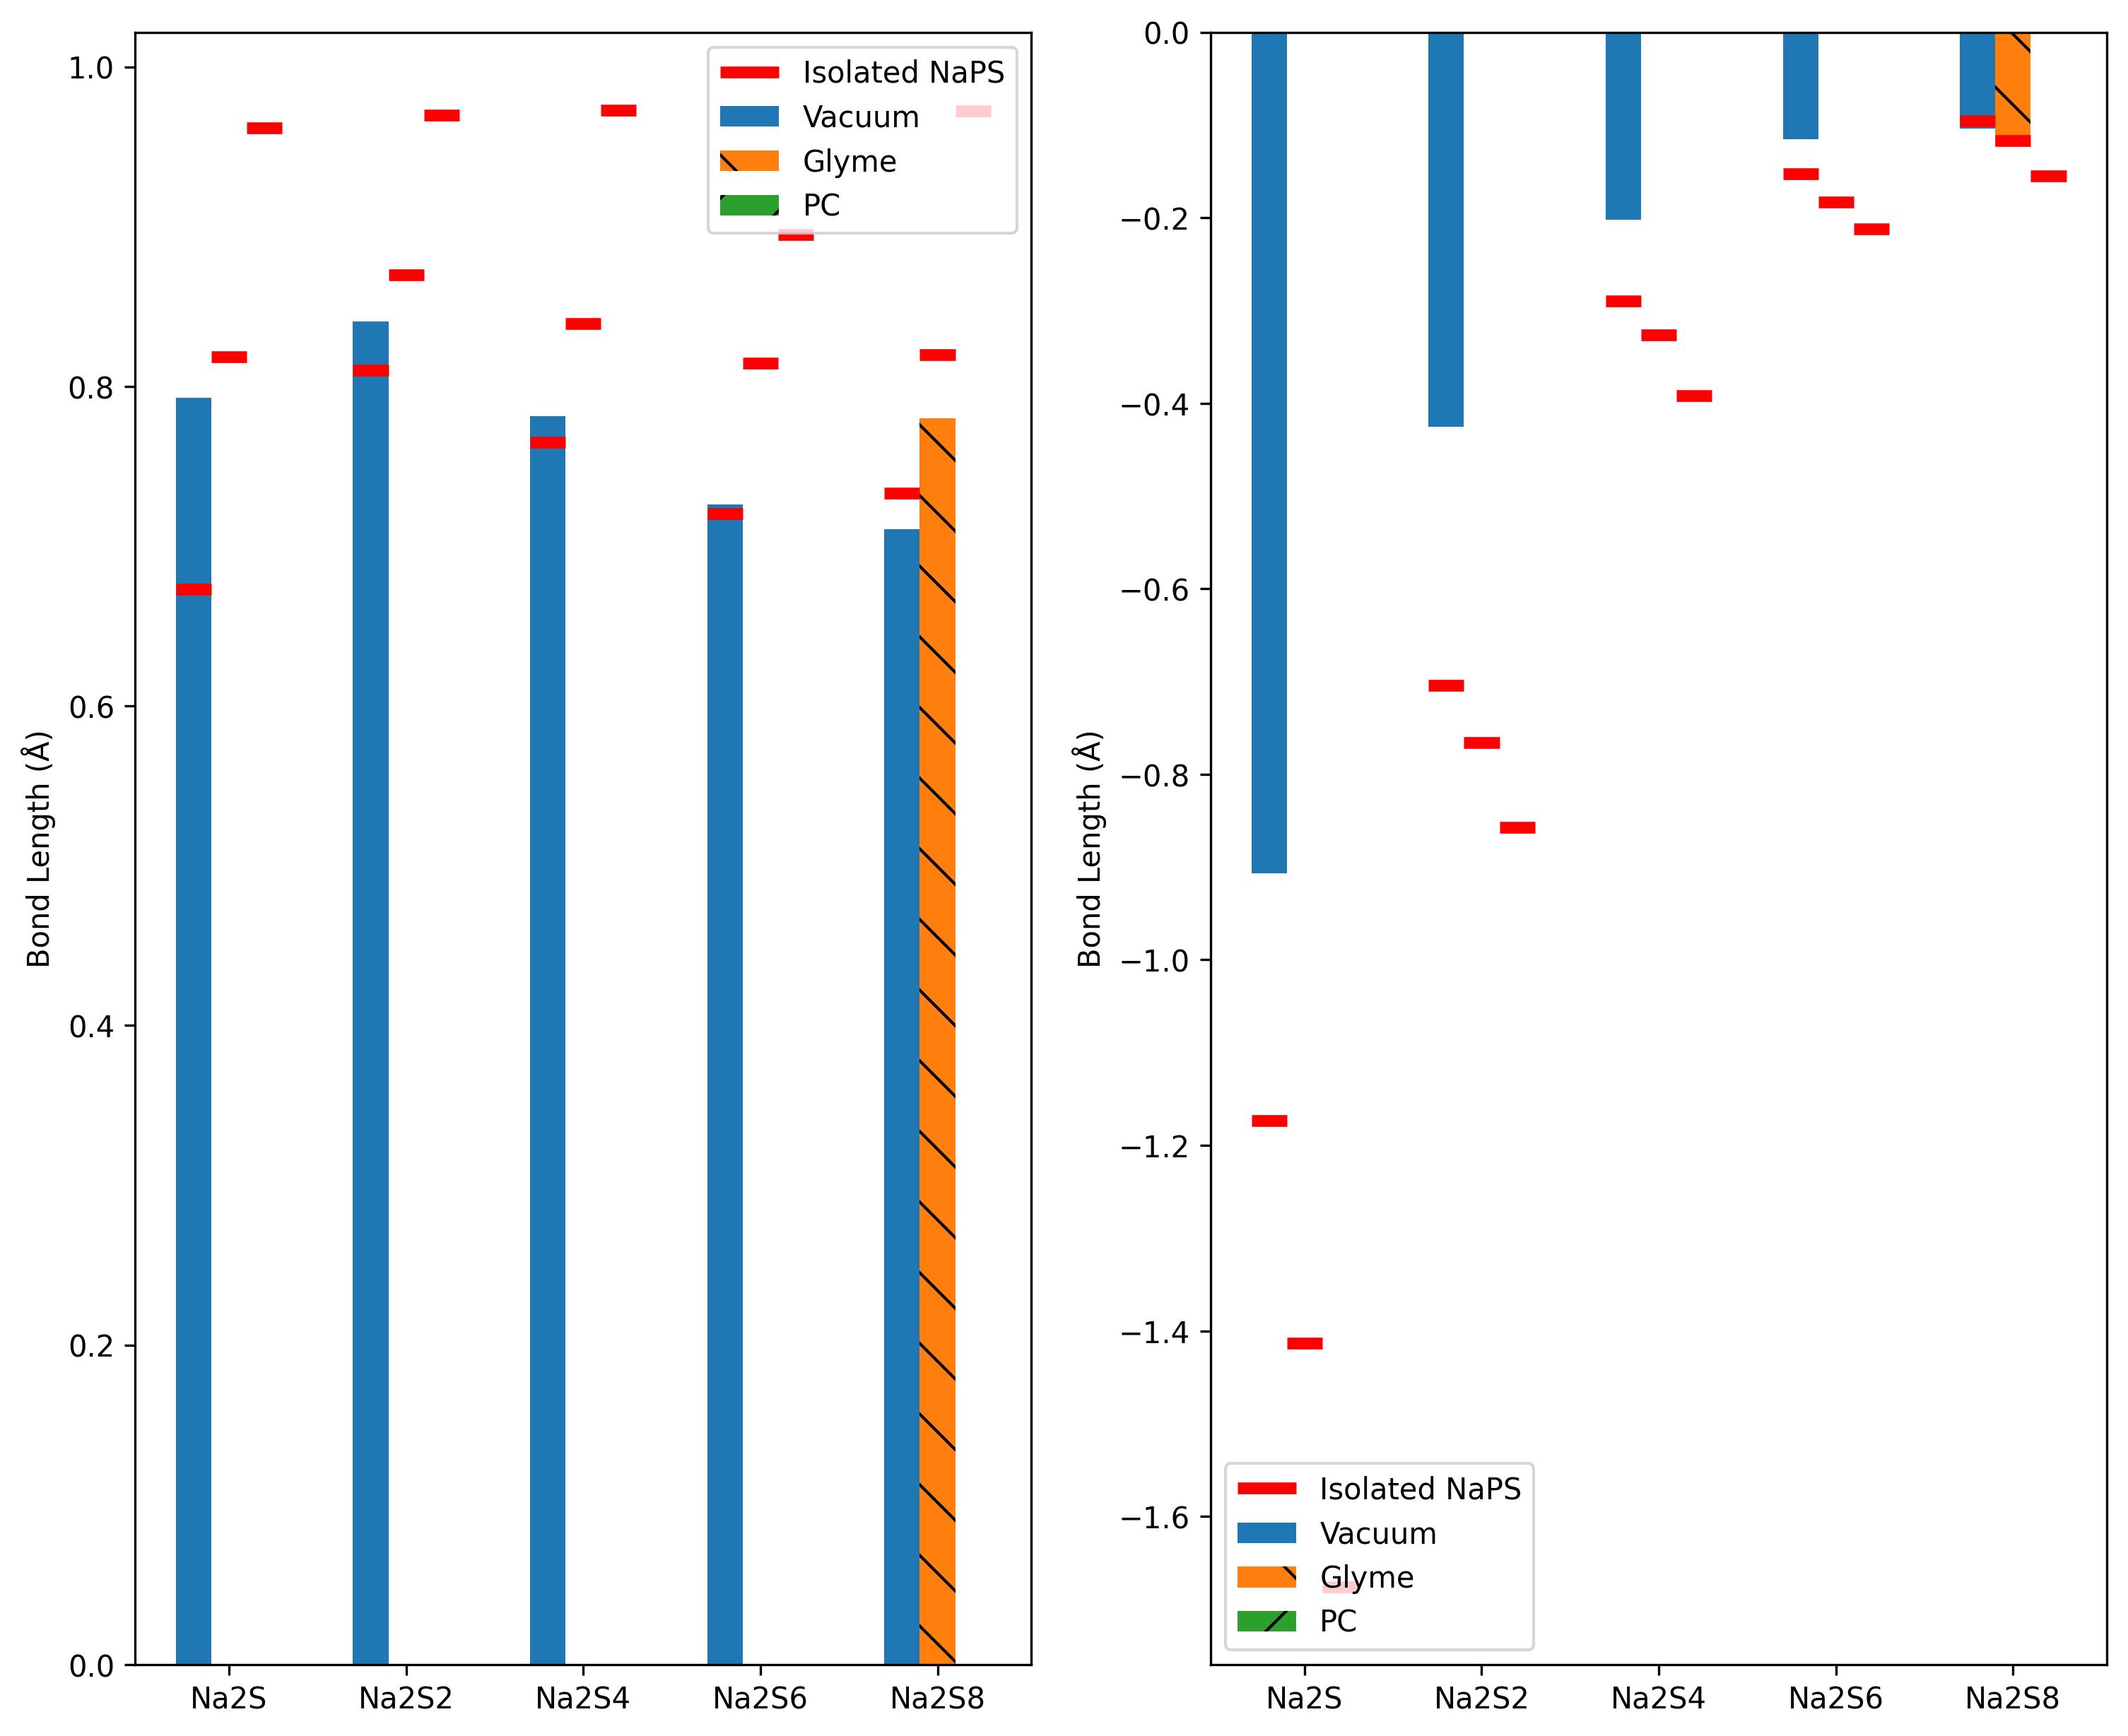 Bond Length (Å)
1.0
0.8
0.6
0.4
0.2
0.0
Isolated NaPS
Vacuum
Glyme
PC
Na2S
Na2S2
Na2S4
Na2S6
Na2S8
Bond Length (Å)
0.0
−0.2
−0.4
−0.6
−0.8
−1.0
−1.2
−1.4
−1.6
Isolated NaPS
Vacuum
Glyme
PC
Na2S
Na2S2
Na2S4
Na2S6
Na2S8